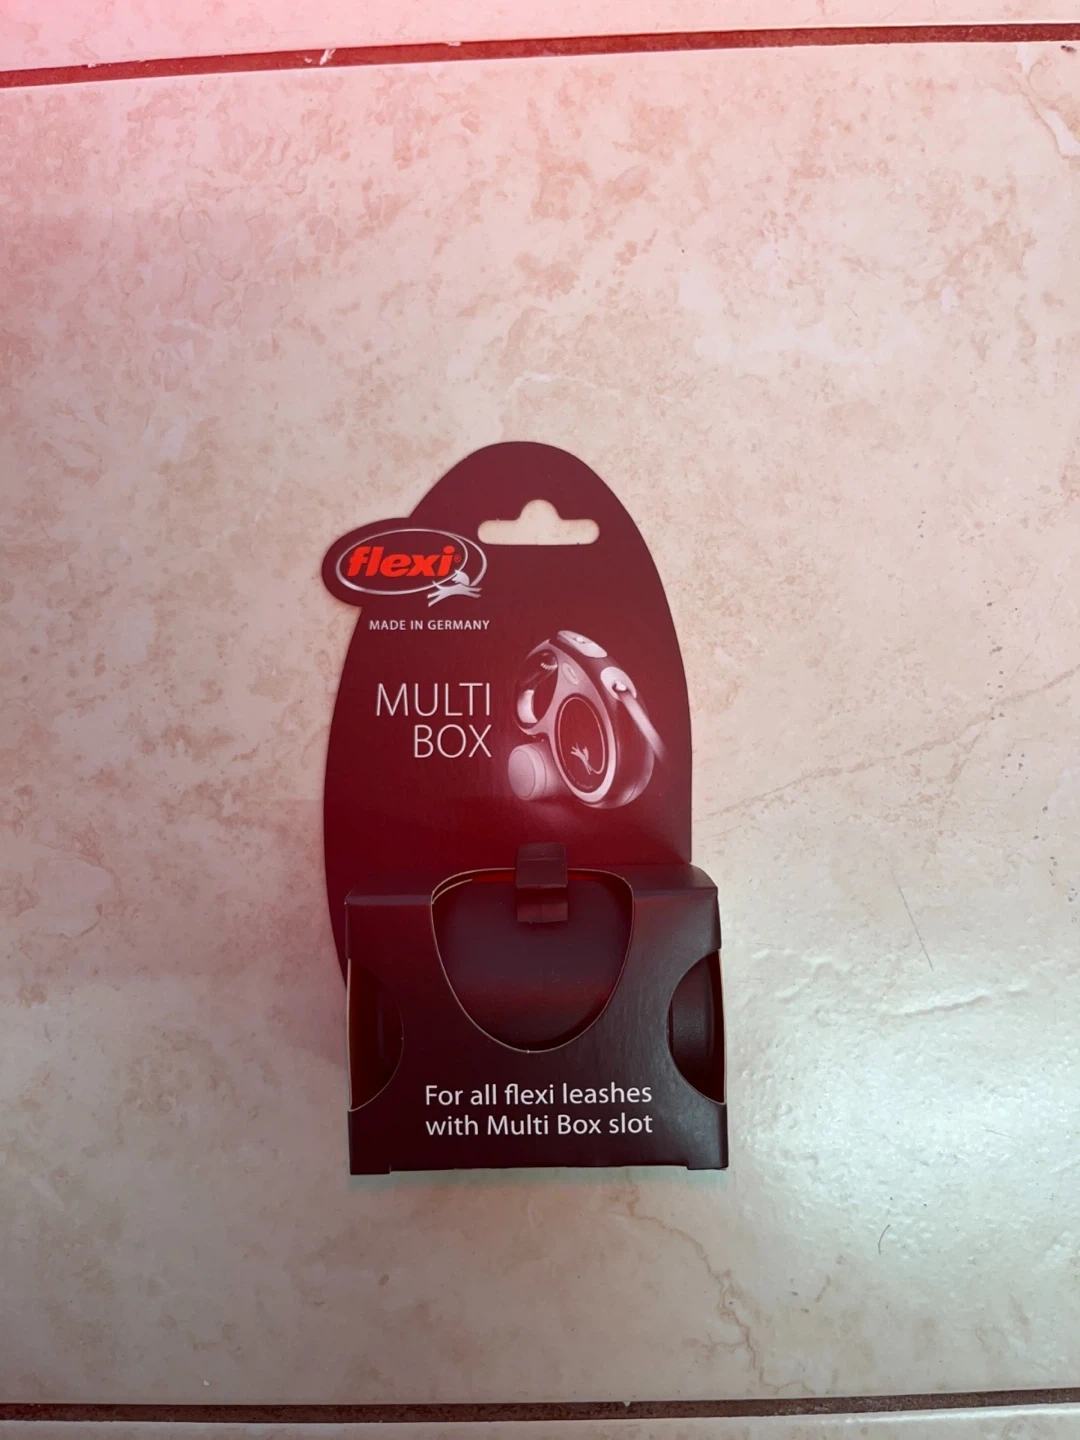 flexi®
MADE IN GERMANY
MULTI
BOX
For all flexi leashes
with Multi Box slot